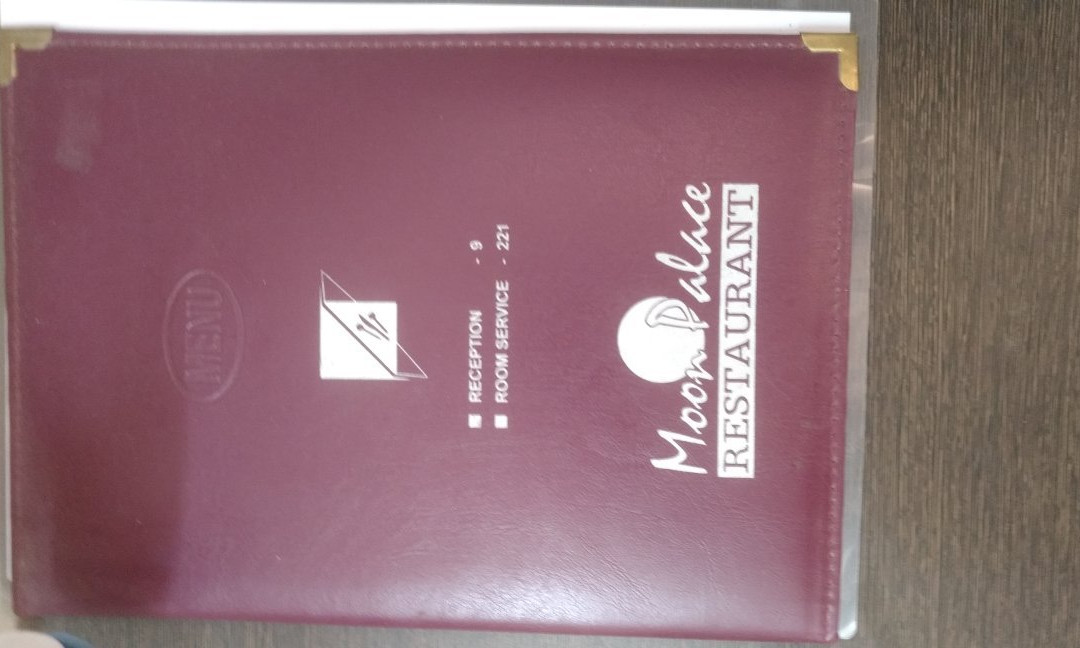 MENU
■ RECEPTION - 9
■ ROOM SERVICE - 221
Moon Palace
RESTAURANT